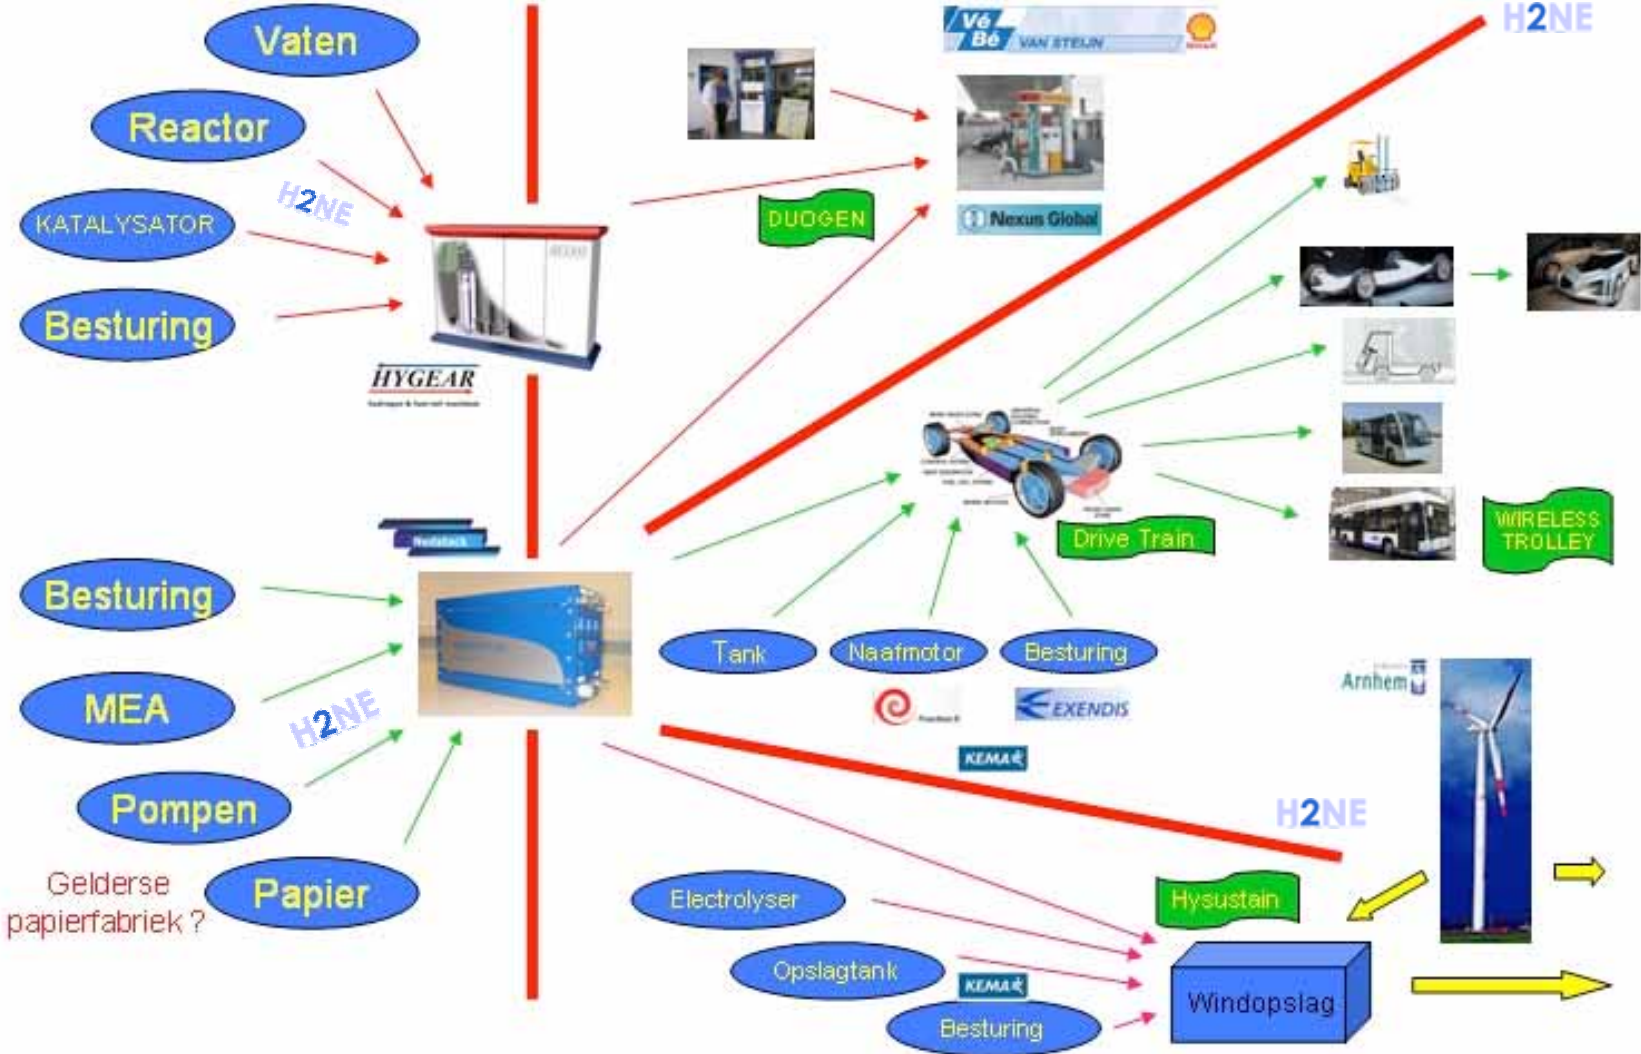 Vaten
Reactor
KATALYSATOR
Besturing
H2NE
HYGEAR
Vé
Bé
VAN STEIJN
H2NE
DUOGEN
Nexus Global
Nedstack
Besturing
MEA
Pompen
Papier
H2NE
Gelderse
papierfabriek ?
Drive Train
WIRELESS
TROLLEY
Tank
Naafmotor
Besturing
EXENDIS
KEMA
Arnhem
H2NE
Electrolyser
Opslagtank
KEMA
Besturing
Hysustain
Windopslag